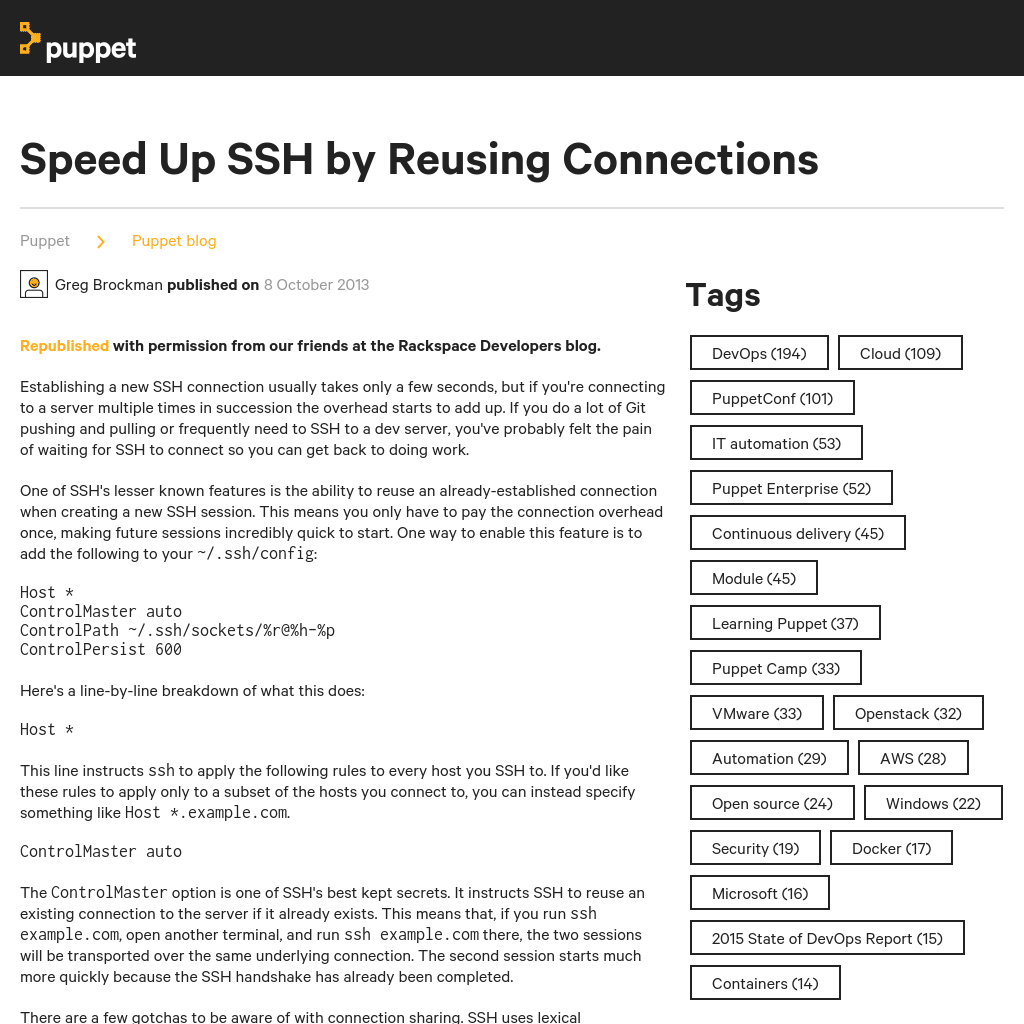 puppet
Speed Up SSH by Reusing Connections
Puppet
Puppet blog
Greg Brockman published on 8 October 2013
Republished with permission from our friends at the Rackspace Developers blog.
Establishing a new SSH connection usually takes only a few seconds, but if you're connecting
to a server multiple times in succession the overhead starts to add up. If you do a lot of Git
pushing and pulling or frequently need to SSH to a dev server, you've probably felt the pain
of waiting for SSH to connect so you can get back to doing work.
One of SSH's lesser known features is the ability to reuse an already-established connection
when creating a new SSH session. This means you only have to pay the connection overhead
once, making future sessions incredibly quick to start. One way to enable this feature is to
add the following to your ~/.ssh/config:
Host *
ControlMaster auto
ControlPath ~/.ssh/sockets/%r@%h-%p
ControlPersist 600
Here's a line-by-line breakdown of what this does:
Host *
This line instructs ssh to apply the following rules to every host you SSH to. If you'd like
these rules to apply only to a subset of the hosts you connect to, you can instead specify
something like Host *.example.com.
ControlMaster auto
The ControlMaster option is one of SSH's best kept secrets. It instructs SSH to reuse an
existing connection to the server if it already exists. This means that, if you run ssh
example.com, open another terminal, and run ssh example.com there, the two sessions
will be transported over the same underlying connection. The second session starts much
more quickly because the SSH handshake has already been completed.
There are a few gotchas to be aware of with connection sharing. SSH uses lexical
Tags
DevOps (194)
Cloud (109)
PuppetConf (101)
IT automation (53)
Puppet Enterprise (52)
Continuous delivery (45)
Module (45)
Learning Puppet (37)
Puppet Camp (33)
VMware (33)
Openstack (32)
Automation (29)
AWS (28)
Open source (24)
Windows (22)
Security (19)
Docker (17)
Microsoft (16)
2015 State of DevOps Report (15)
Containers (14)